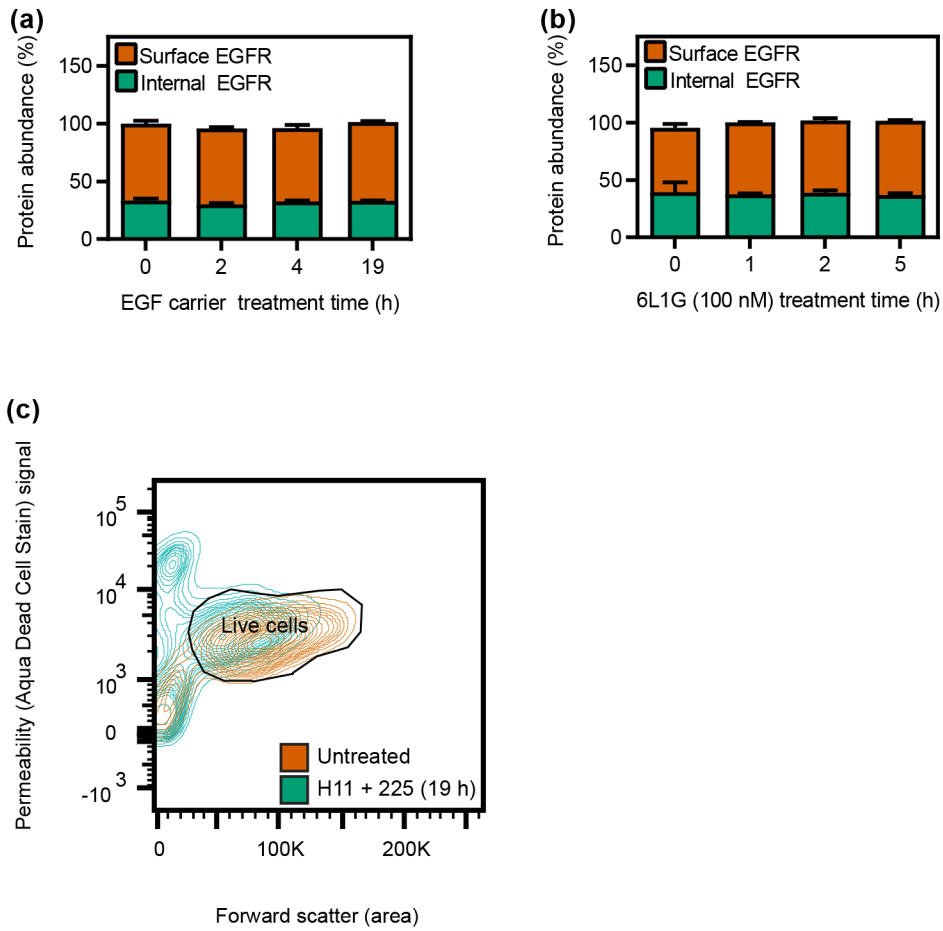 (a)
Protein abundance (%)
150
100
50
0
Surface EGFR
Internal EGFR
0 2 4 19
EGF carrier treatment time (h)
(b)
Protein abundance (%)
150
100
50
0
Surface EGFR
Internal EGFR
0 1 2 5
6L1G (100 nM) treatment time (h)
(c)
Permeability (Aqua Dead Cell Stain) signal
10^5
10^4
10^3
0
-10^3
Live cells
Untreated
H11 + 225 (19 h)
0 100K 200K
Forward scatter (area)